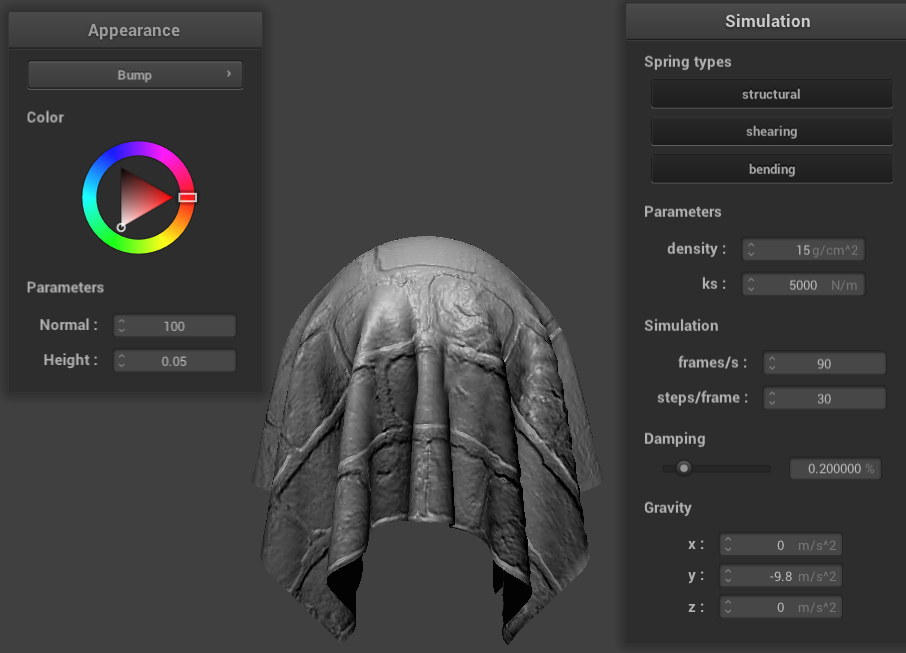 Appearance
Bump
Color
Parameters
Normal : 100
Height : 0.05
Simulation
Spring types
structural
shearing
bending
Parameters
density : 15 g/cm^2
ks : 5000 N/m
Simulation
frames/s : 90
steps/frame : 30
Damping
0.200000 %
Gravity
x : 0 m/s^2
y : -9.8 m/s^2
z : 0 m/s^2